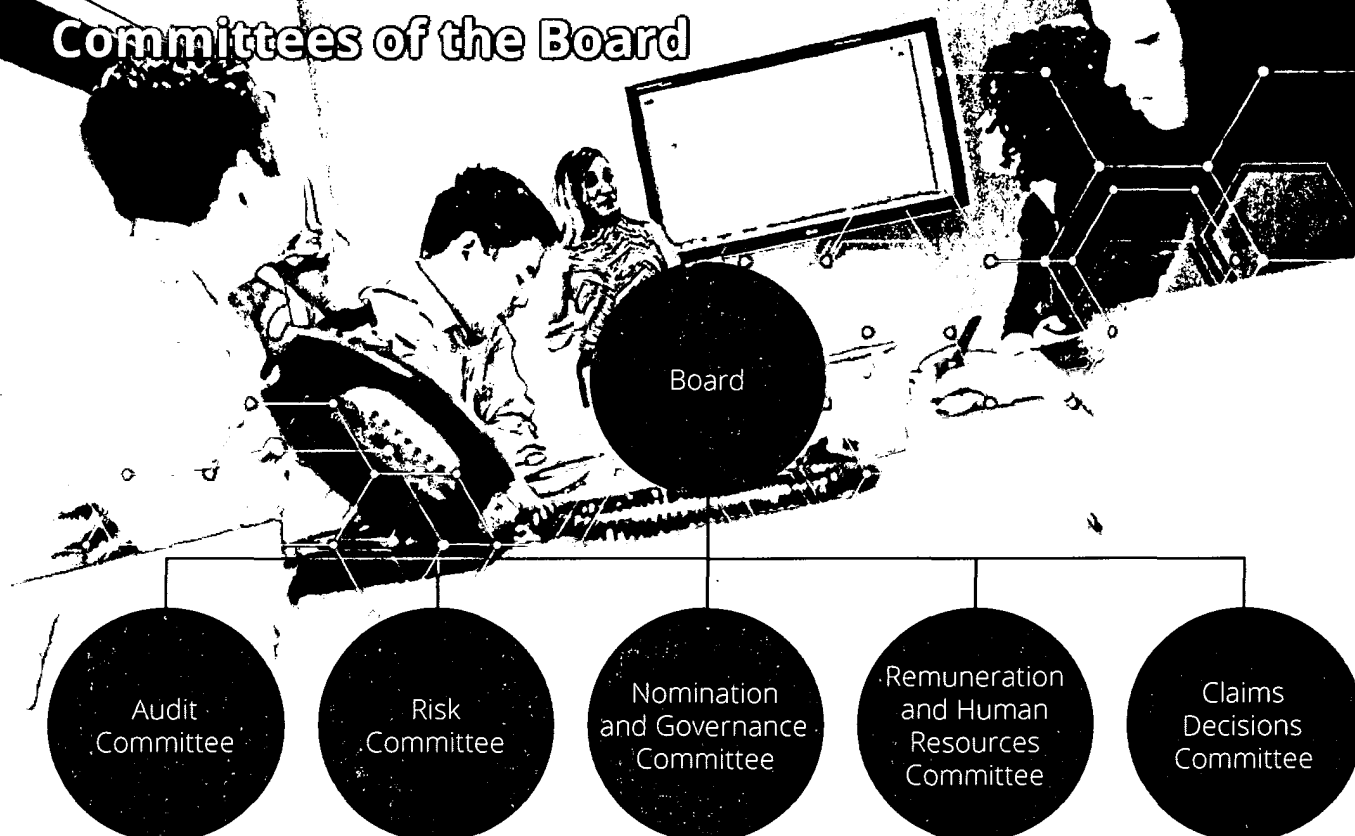 Committees of the Board
Board
Audit
Committee
Risk
Committee
Nomination
and Governance
Committee
Remuneration
and Human
Resources
Committee
Claims
Decisions
Committee